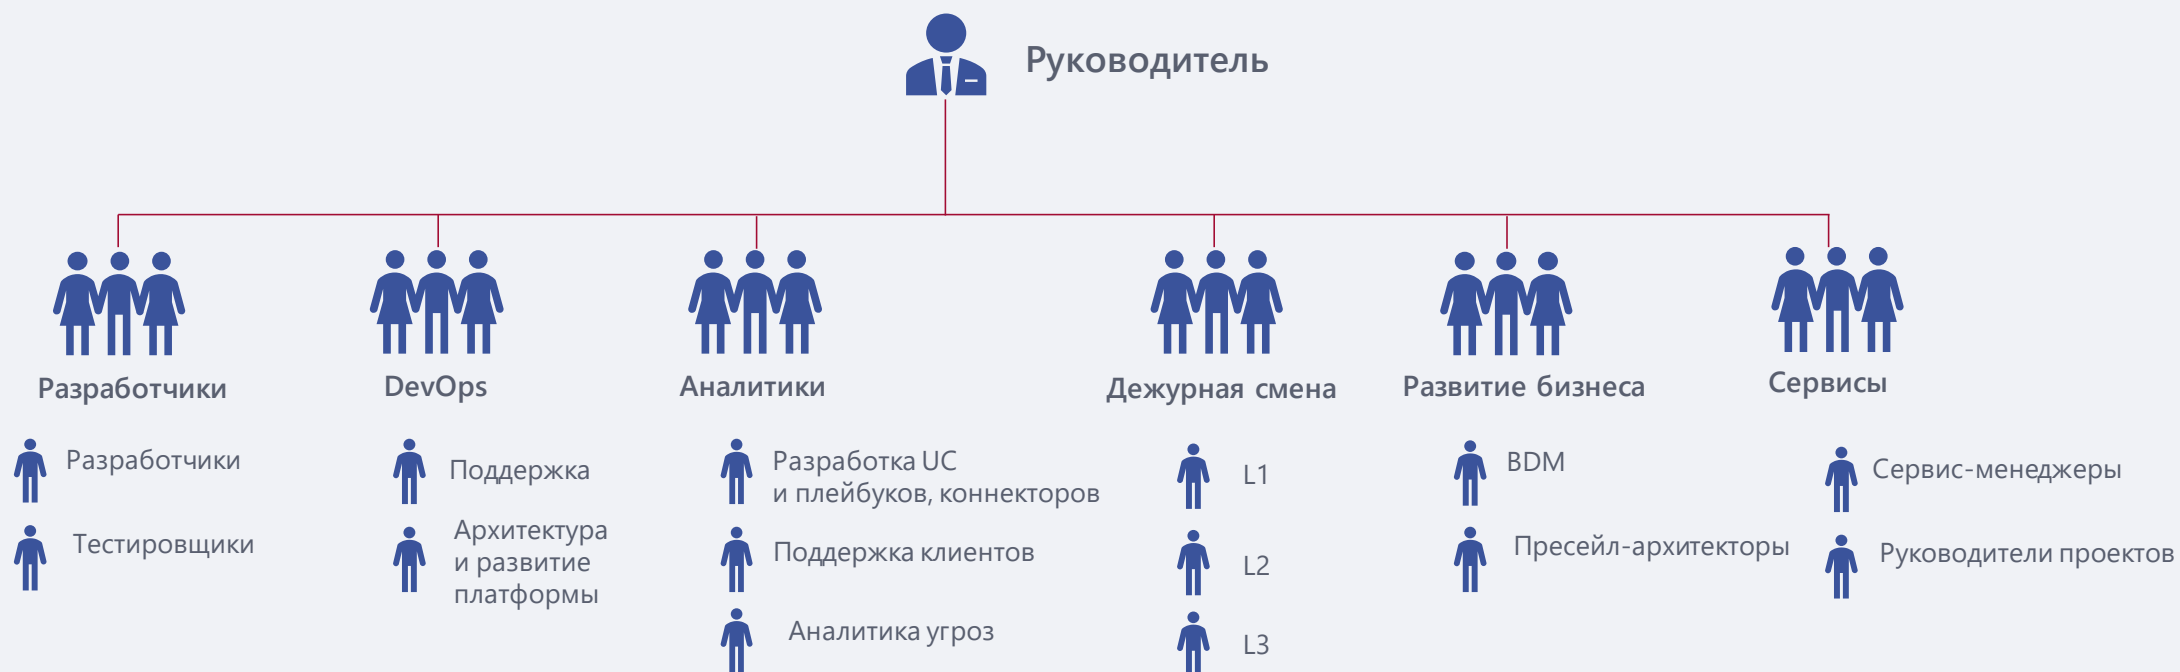 Руководитель
Разработчики
DevOps
Аналитики
Дежурная смена
Развитие бизнеса
Сервисы
Разработчики
Тестировщики
Поддержка
Архитектура
и развитие
платформы
Разработка UC
и плейбуков, коннекторов
Поддержка клиентов
Аналитика угроз
L1
L2
L3
BDM
Пресейл-архитекторы
Сервис-менеджеры
Руководители проектов